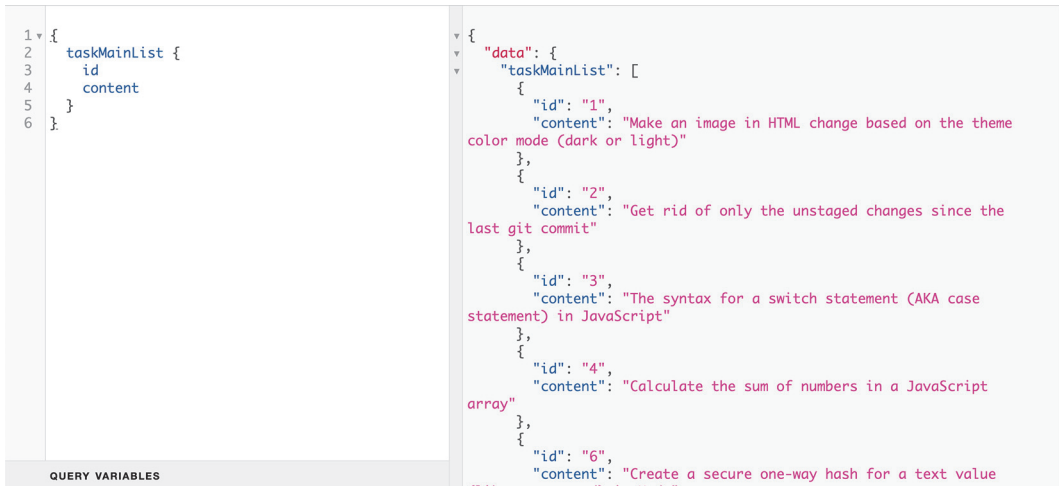 1 {
2 taskMainList {
3 id
4 content
5 }
6 }
QUERY VARIABLES
{
"data": {
"taskMainList": [
{
"id": "1",
"content": "Make an image in HTML change based on the theme
color mode (dark or light)"
},
{
"id": "2",
"content": "Get rid of only the unstaged changes since the
last git commit"
},
{
"id": "3",
"content": "The syntax for a switch statement (AKA case
statement) in JavaScript"
},
{
"id": "4",
"content": "Calculate the sum of numbers in a JavaScript
array"
},
{
"id": "6",
"content": "Create a secure one-way hash for a text value